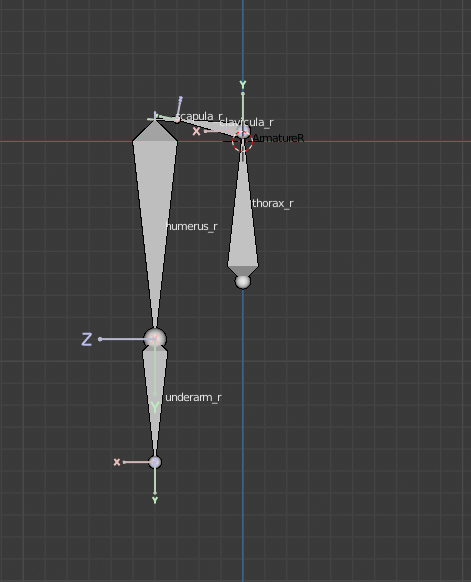 Y
scapula_r
clavicula_r
X
ArmatureR
thorax_r
humerus_r
Z
Y
underarm_r
X
Y